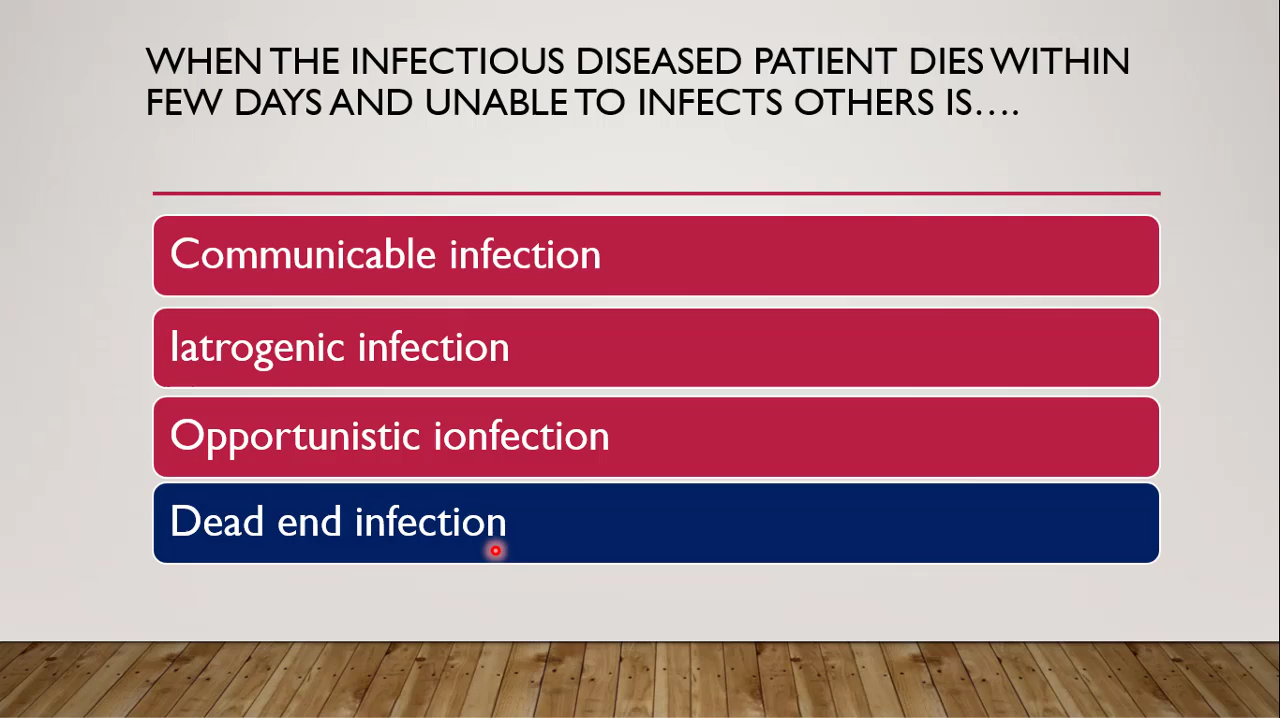 WHEN THE INFECTIOUS DISEASED PATIENT DIES WITHIN
FEW DAYS AND UNABLE TO INFECTS OTHERS IS....
Communicable infection
Iatrogenic infection
Opportunistic ionfection
Dead end infection